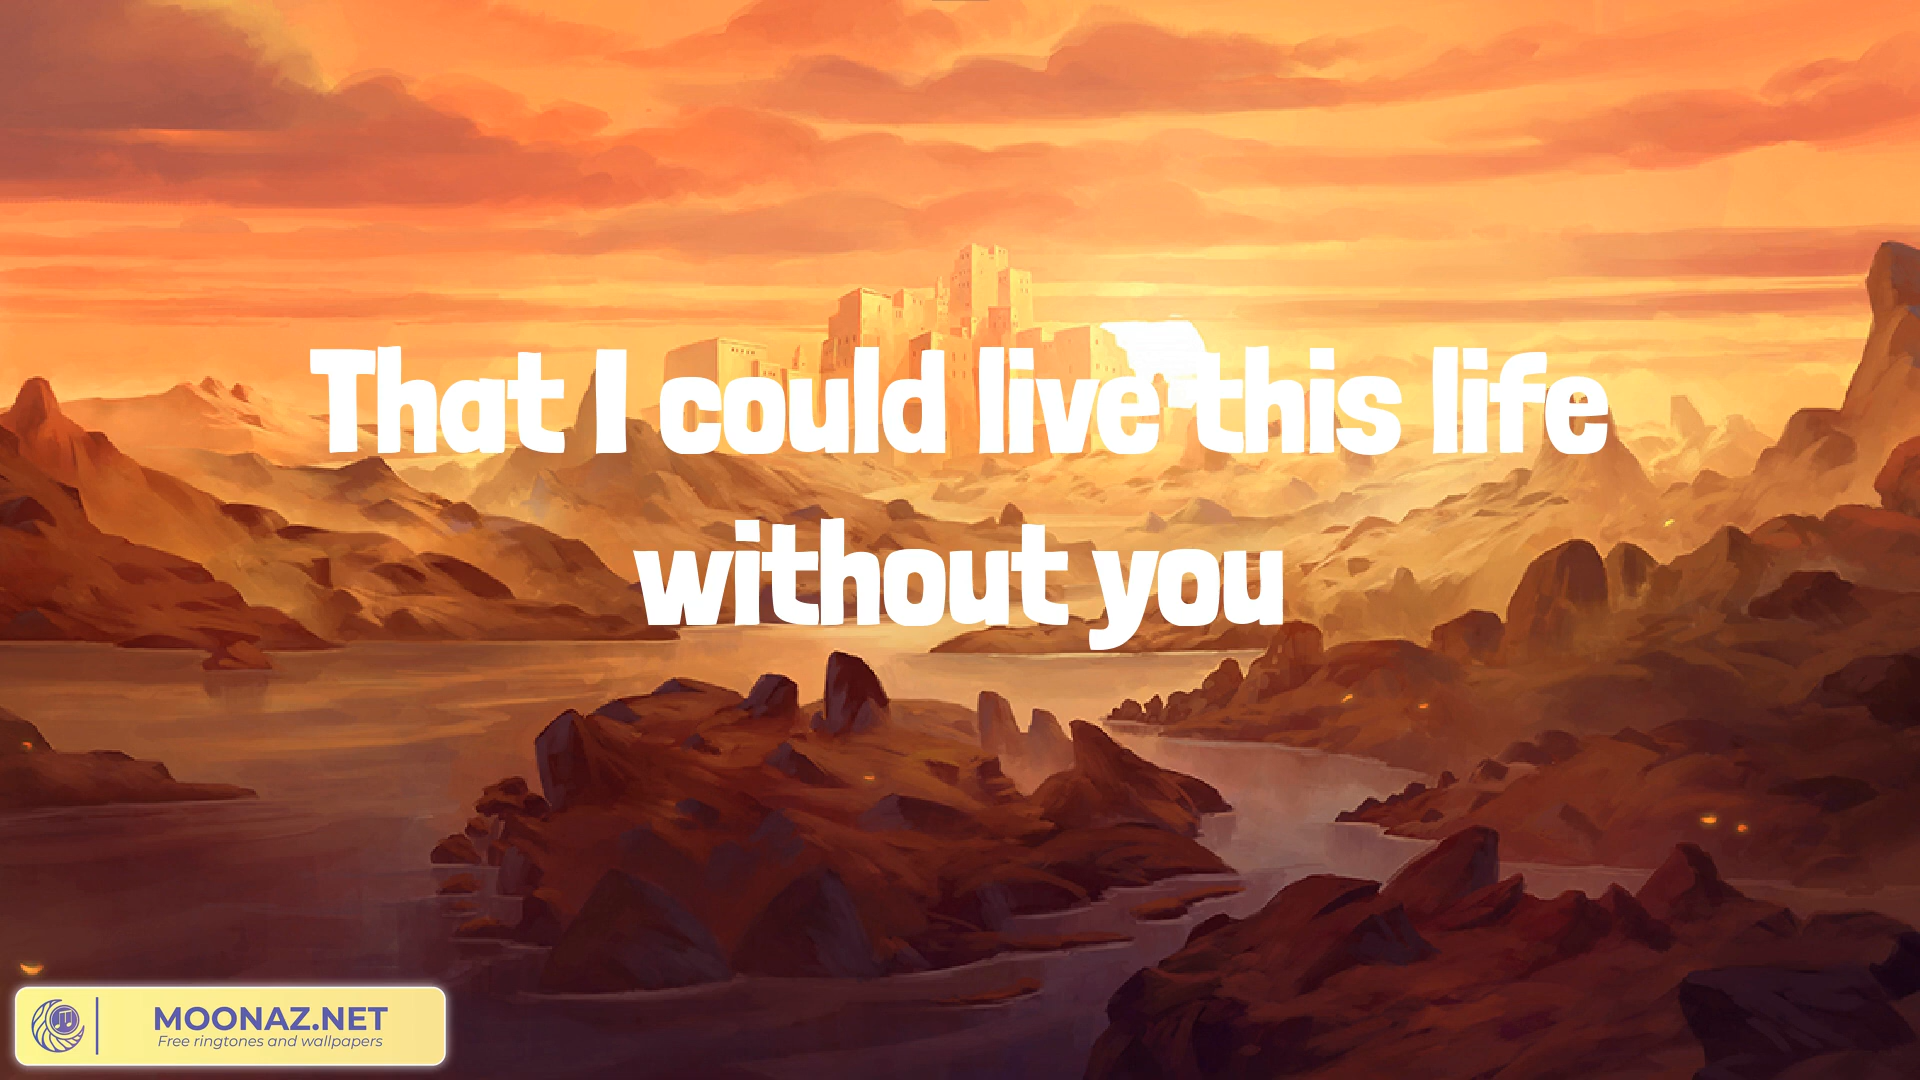 That I could live this life
without you
MOONAZ.NET
Free ringtones and wallpapers